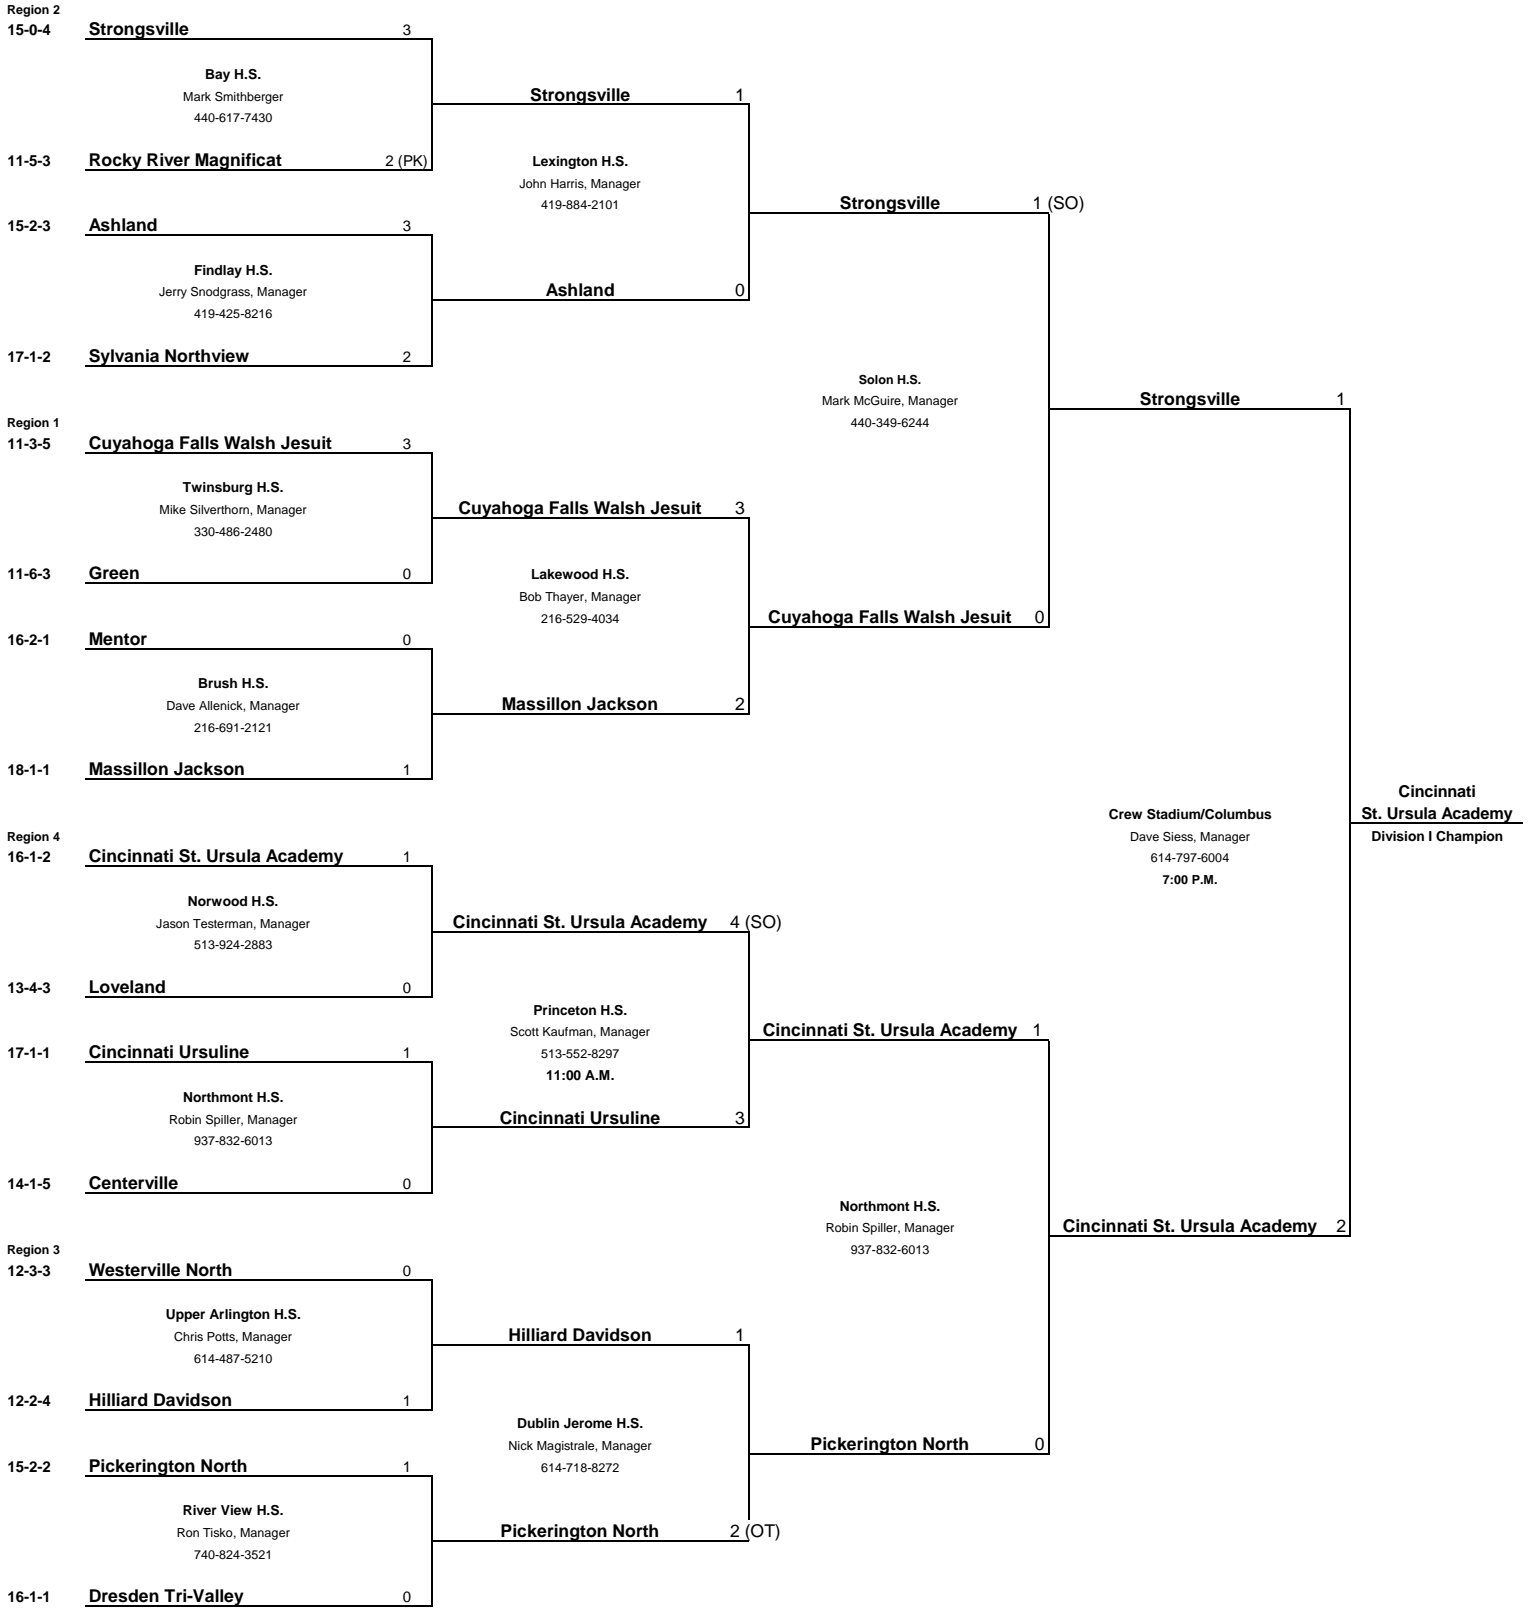 Region 2
15-0-4 Strongsville 3
Bay H.S.
Mark Smithberger
440-617-7430
Strongsville 1
11-5-3 Rocky River Magnificat 2 (PK)
Lexington H.S.
John Harris, Manager
419-884-2101
Strongsville 1 (SO)
15-2-3 Ashland 3
Findlay H.S.
Jerry Snodgrass, Manager
419-425-8216
Ashland 0
17-1-2 Sylvania Northview 2
Solon H.S.
Mark McGuire, Manager
440-349-6244
Strongsville 1
Region 1
11-3-5 Cuyahoga Falls Walsh Jesuit 3
Twinsburg H.S.
Mike Silverthorn, Manager
330-486-2480
Cuyahoga Falls Walsh Jesuit 3
11-6-3 Green 0
Lakewood H.S.
Bob Thayer, Manager
216-529-4034
Cuyahoga Falls Walsh Jesuit 0
16-2-1 Mentor 0
Brush H.S.
Dave Allenick, Manager
216-691-2121
Massillon Jackson 2
18-1-1 Massillon Jackson 1
Cincinnati
St. Ursula Academy
Division I Champion
Crew Stadium/Columbus
Dave Siess, Manager
614-797-6004
7:00 P.M.
Region 4
16-1-2 Cincinnati St. Ursula Academy 1
Norwood H.S.
Jason Testerman, Manager
513-924-2883
Cincinnati St. Ursula Academy 4 (SO)
13-4-3 Loveland 0
Princeton H.S.
Scott Kaufman, Manager
513-552-8297
11:00 A.M.
Cincinnati St. Ursula Academy 1
17-1-1 Cincinnati Ursuline 1
Northmont H.S.
Robin Spiller, Manager
937-832-6013
Cincinnati Ursuline 3
14-1-5 Centerville 0
Northmont H.S.
Robin Spiller, Manager
937-832-6013
Cincinnati St. Ursula Academy 2
Region 3
12-3-3 Westerville North 0
Upper Arlington H.S.
Chris Potts, Manager
614-487-5210
Hilliard Davidson 1
12-2-4 Hilliard Davidson 1
Dublin Jerome H.S.
Nick Magistrale, Manager
614-718-8272
Pickerington North 0
15-2-2 Pickerington North 1
River View H.S.
Ron Tisko, Manager
740-824-3521
Pickerington North 2 (OT)
16-1-1 Dresden Tri-Valley 0